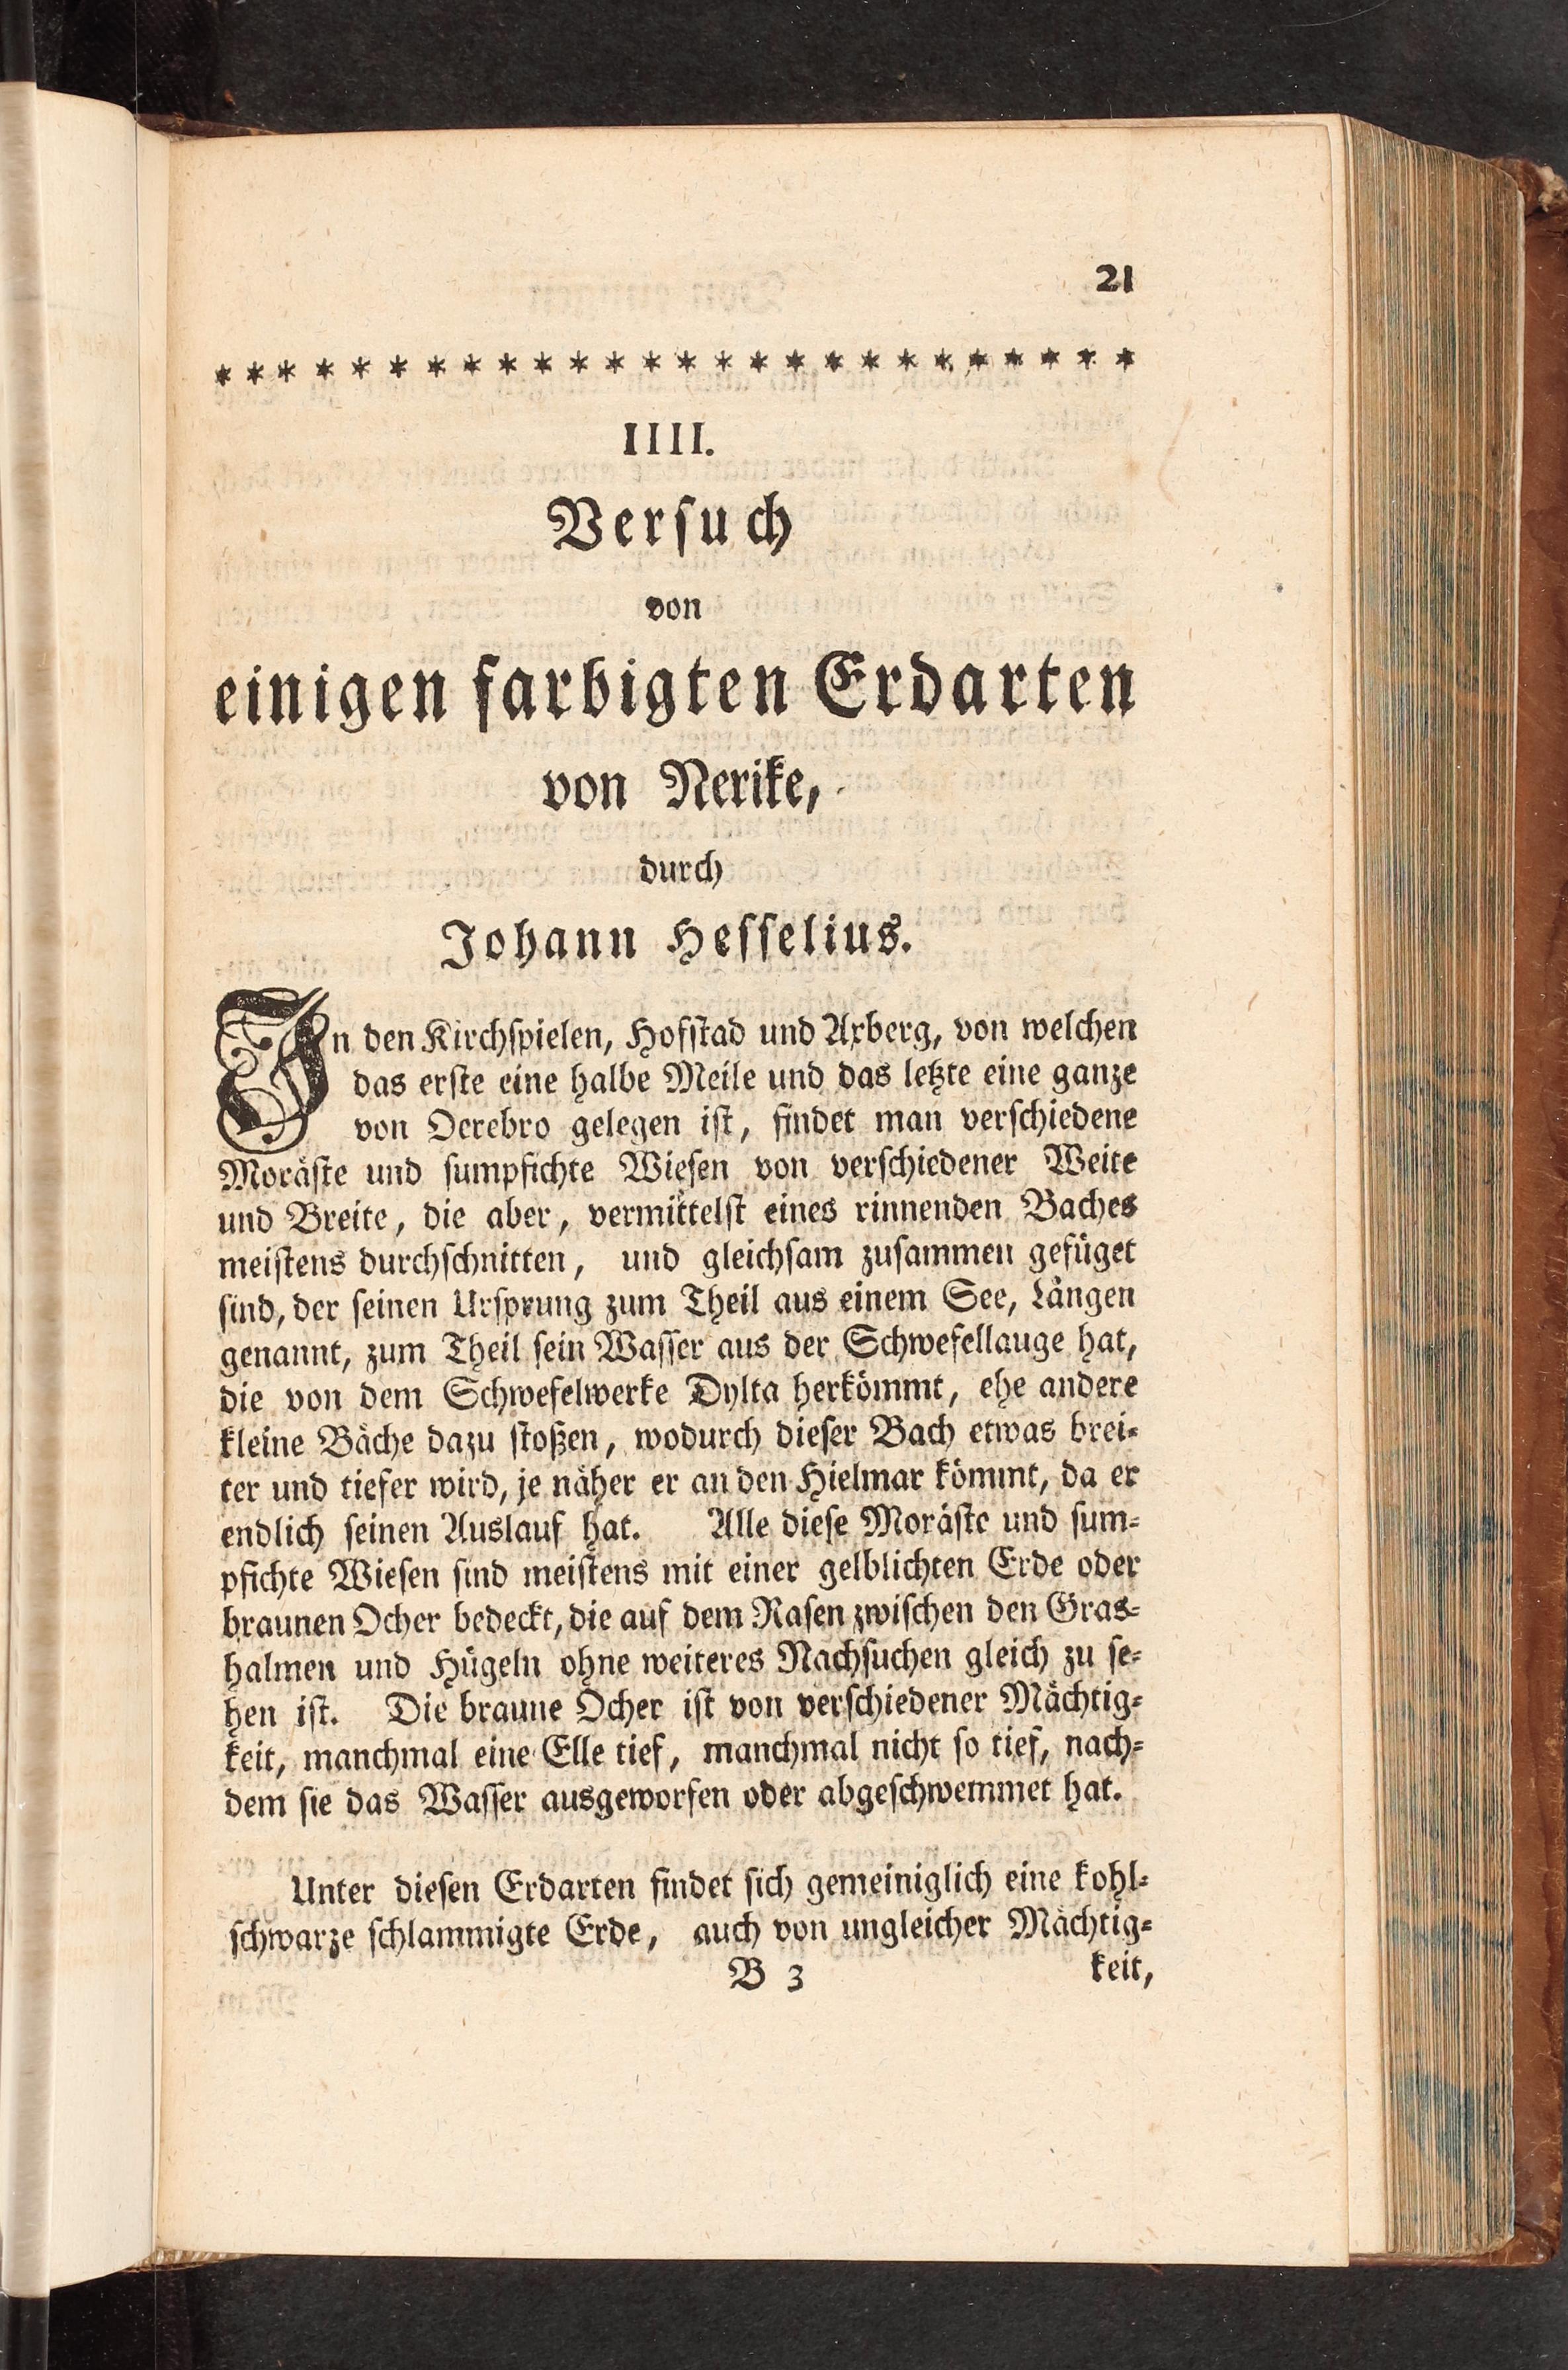 21
* * * * * * * * * * * * * * * * * * * * * * * * * *
IIII.
Versuch
von
einigen farbigten Erdarten
von Nerike,
durch
Johann Hesselius.
In den Kirchspielen, Hofstad und Axberg, von welchen
das erste eine halbe Meile und das letzte eine ganze
von Oerebro gelegen ist, findet man verschiedene
Moräste und sumpfichte Wiesen von verschiedener Weite
und Breite, die aber, vermittelst eines rinnenden Baches
meistens durchschnitten, und gleichsam zusammen gefüget
sind, der seinen Ursprung zum Theil aus einem See, Längen
genannt, zum Theil sein Wasser aus der Schwefellauge hat,
die von dem Schwefelwerke Dylta herkömmt, ehe andere
kleine Bäche dazu stoßen, wodurch dieser Bach etwas brei-
ter und tiefer wird, je näher er an den Hielmar kömmt, da er
endlich seinen Auslauf hat. Alle diese Moräste und sum-
pfichte Wiesen sind meistens mit einer gelblichten Erde oder
braunen Ocher bedeckt, die auf dem Rasen zwischen den Gras-
halmen und Hügeln ohne weiteres Nachsuchen gleich zu se-
hen ist. Die braune Ocher ist von verschiedener Mächtig-
keit, manchmal eine Elle tief, manchmal nicht so tief, nach-
dem sie das Wasser ausgeworfen oder abgeschwemmet hat.
Unter diesen Erdarten findet sich gemeiniglich eine kohl-
schwarze schlammigte Erde, auch von ungleicher Mächtig-
B 3 keit,